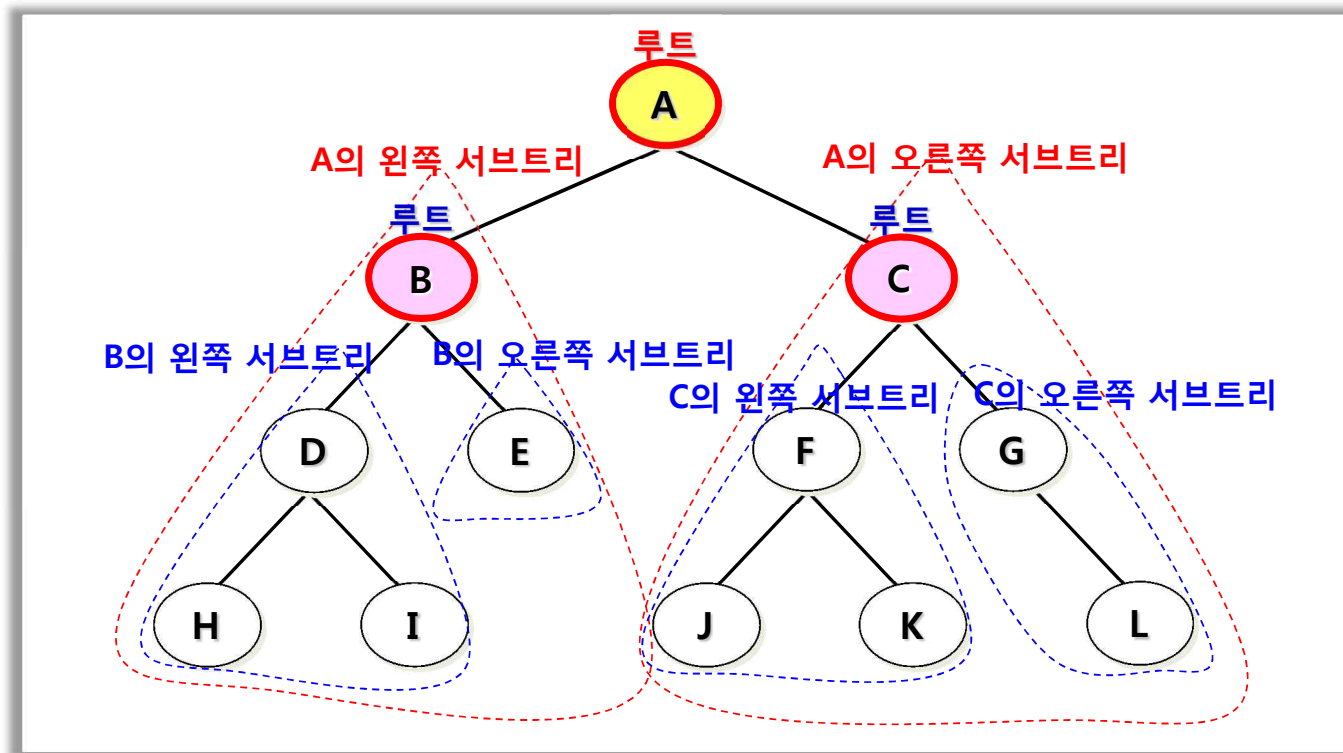 루트
A
A의 왼쪽 서브트리
A의 오른쪽 서브트리
루트
루트
B
C
B의 왼쪽 서브트리
B의 오른쪽 서브트리
C의 왼쪽 서브트리
C의 오른쪽 서브트리
D
E
F
G
H
I
J
K
L